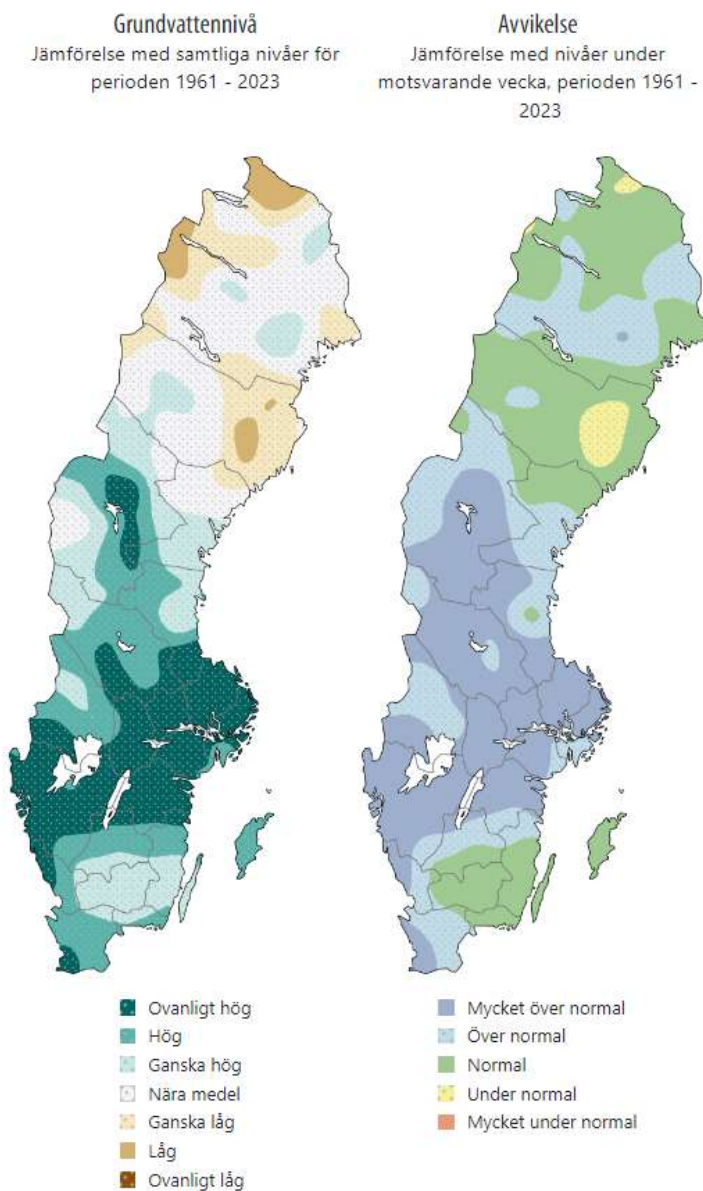 Grundvattennivå
Jämförelse med samtliga nivåer för
perioden 1961 - 2023
Avvikelse
Jämförelse med nivåer under
motsvarande vecka, perioden 1961 -
2023
Ovanligt hög
Hög
Ganska hög
Nära medel
Ganska låg
Låg
Ovanligt låg
Mycket över normal
Över normal
Normal
Under normal
Mycket under normal